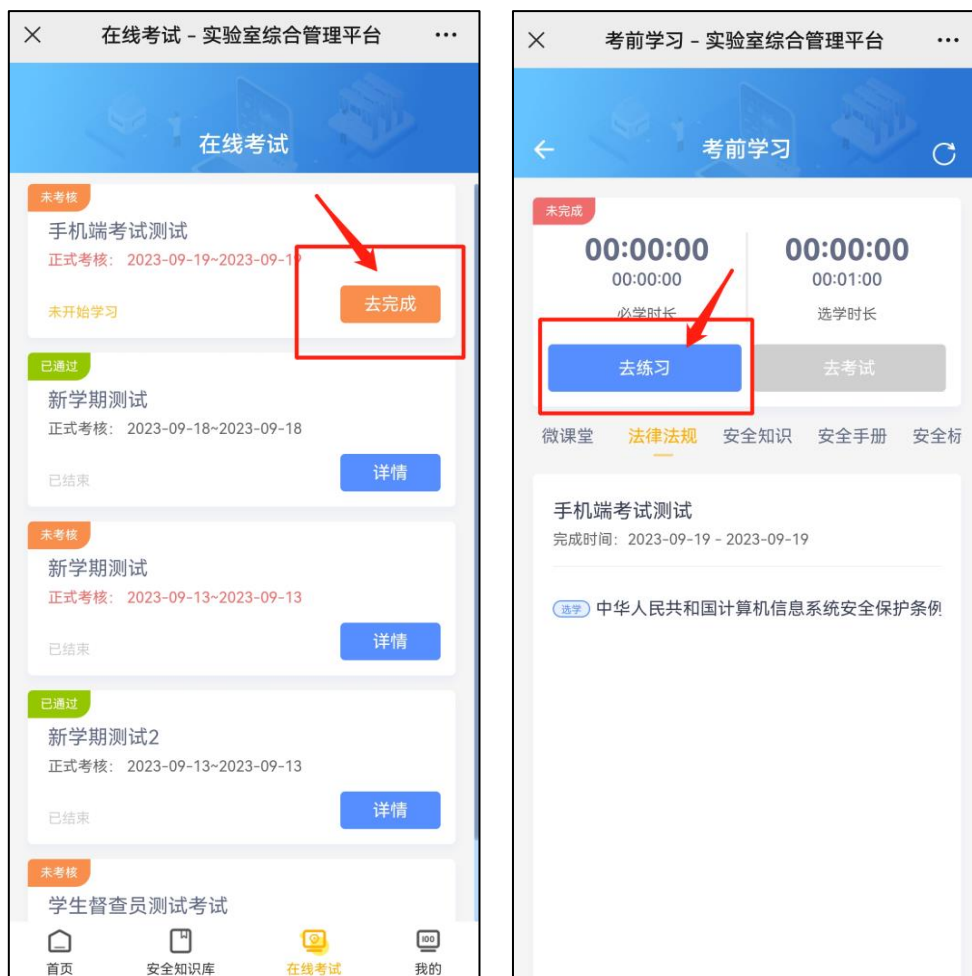 在线考试 - 实验室综合管理平台
在线考试
未考核
手机端考试测试
正式考核： 2023-09-19~2023-09-19
未开始学习
去完成
已通过
新学期测试
正式考核： 2023-09-18~2023-09-18
已结束
详情
未考核
新学期测试
正式考核： 2023-09-13~2023-09-13
已结束
详情
已通过
新学期测试2
正式考核： 2023-09-13~2023-09-13
已结束
详情
未考核
学生督查员测试考试
首页
安全知识库
在线考试
100
我的
考前学习 - 实验室综合管理平台
考前学习
未完成
00:00:00 00:00:00
00:00:00 00:01:00
必学时长 选学时长
去练习 去考试
微课堂 法律法规 安全知识 安全手册 安全标
手机端考试测试
完成时间：2023-09-19 - 2023-09-19
选学 中华人民共和国计算机信息系统安全保护条例